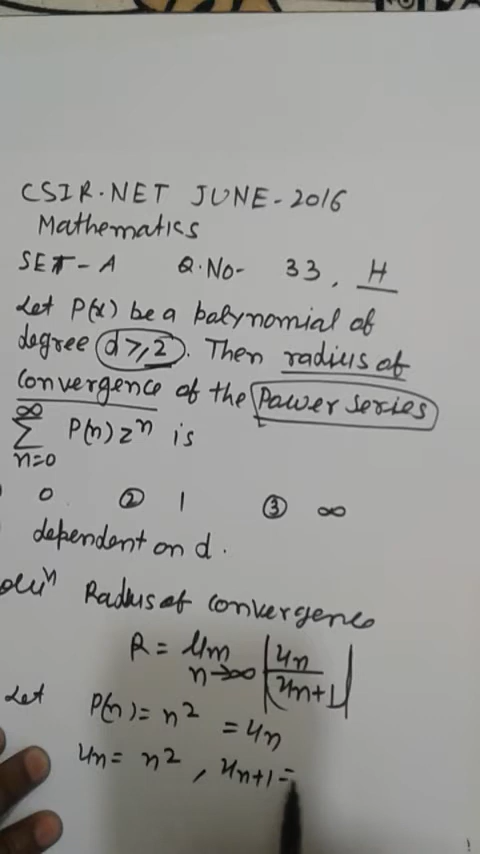 CSIR-NET JUNE-2016
Mathematics
SET-A Q.No- 33, H
Let P(x) be a polynomial of
degree d≥2. Then radius of
convergence of the Power series
∞
Σ P(n) zⁿ is
n=0
0 ② 1 ③ ∞
dependent on d.
Radius of convergence
R = lim |un/un+1|
n→∞
Let P(n) = n² = un
un = n², un+1 =